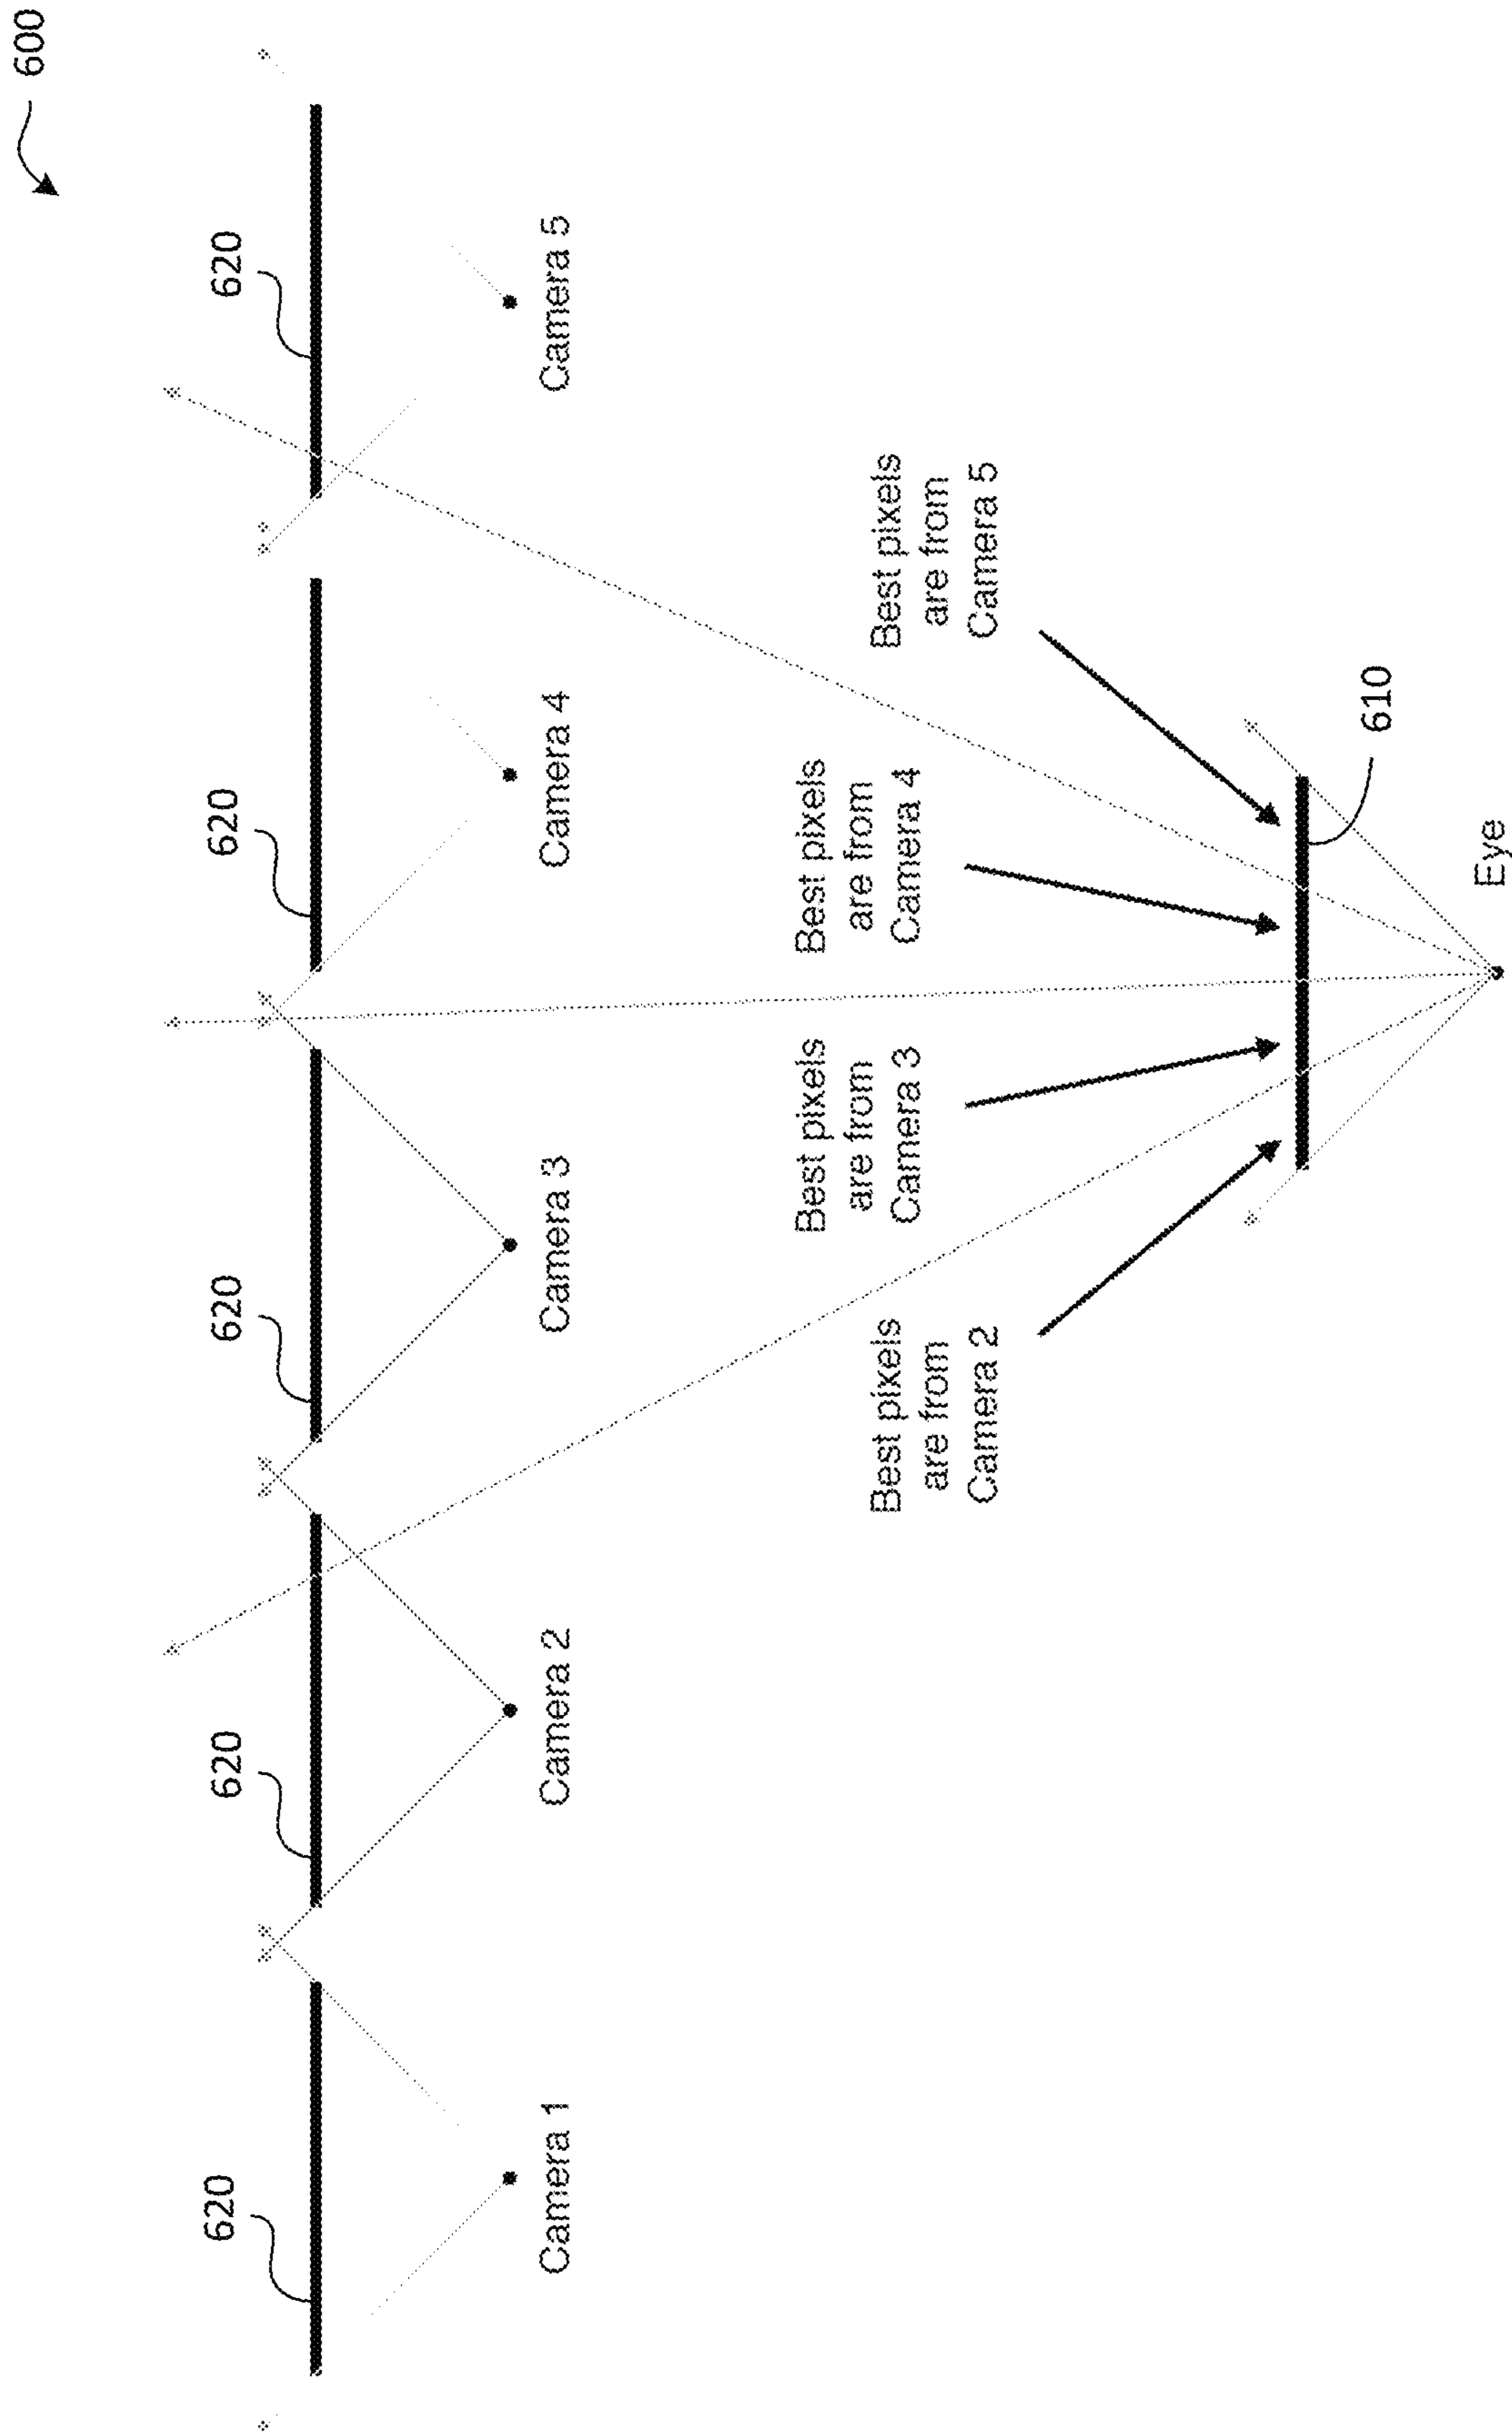 600
620
620
620
620
620
Camera 1
Camera 2
Camera 3
Camera 4
Camera 5
Best pixels
are from
Camera 2
Best pixels
are from
Camera 3
Best pixels
are from
Camera 4
Best pixels
are from
Camera 5
610
Eye